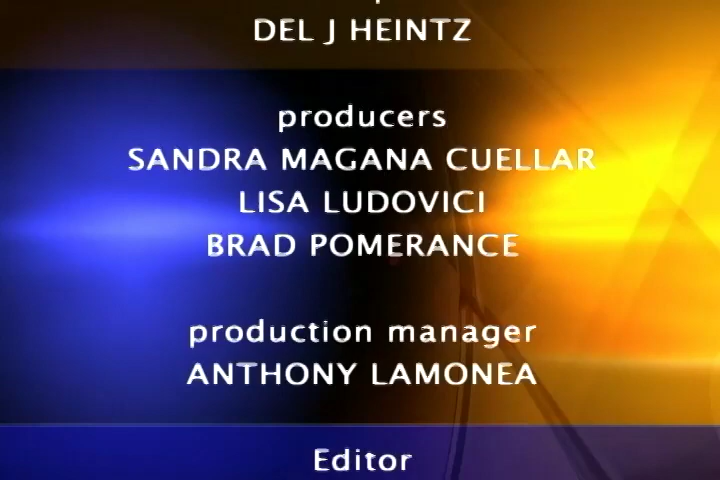 DEL J HEINTZ
producers
SANDRA MAGANA CUELLAR
LISA LUDOVICI
BRAD POMERANCE
production manager
ANTHONY LAMONEA
Editor